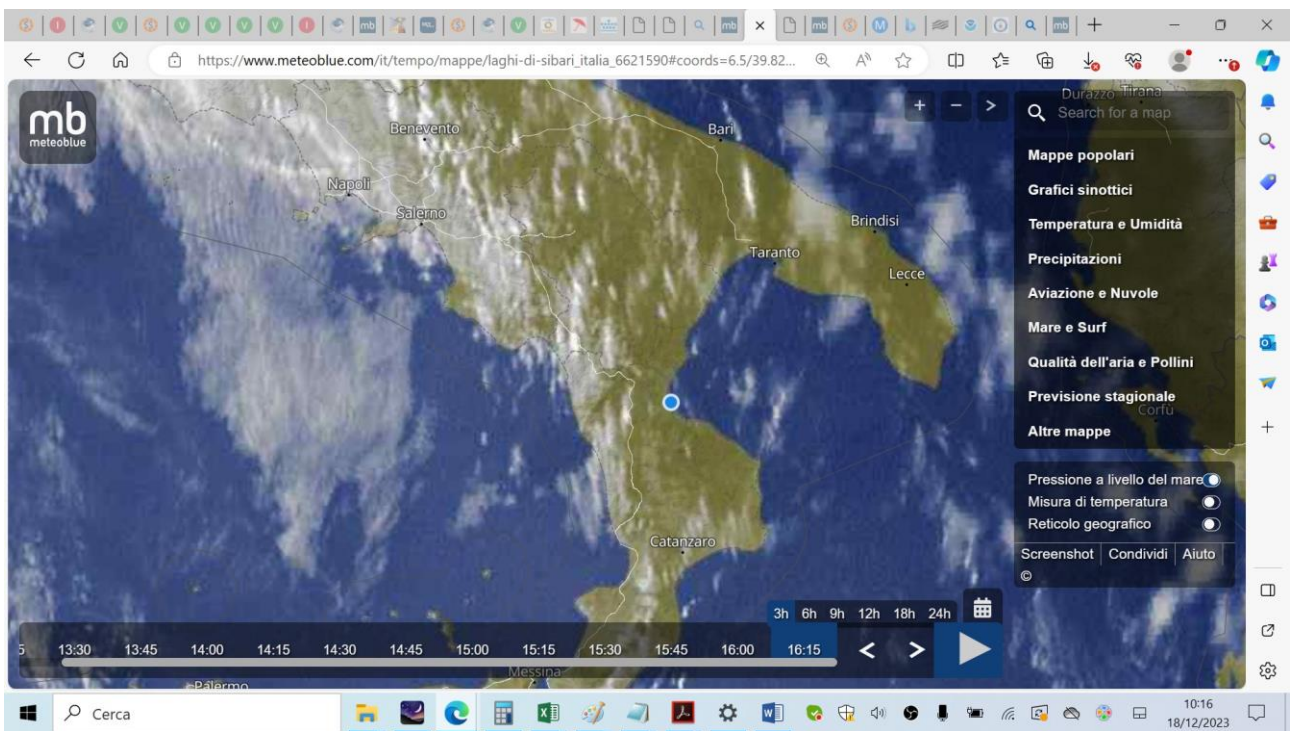 https://www.meteoblue.com/it/tempo/mappe/laghi-di-sibari_italia_6621590#coords=6.5/39.82...
mb
meteoblue
Durazzo Tirana
Search for a map
Benevento
Bari
Mappe popolari
Napoli
Grafici sinottici
Salerno
Brindisi
Temperatura e Umidità
Taranto
Precipitazioni
Lecce
Aviazione e Nuvole
Mare e Surf
Qualità dell'aria e Pollini
Previsione stagionale
Corfù
Altre mappe
Pressione a livello del mare
Misura di temperatura
Reticolo geografico
Catanzaro
Screenshot Condividi Aiuto
©
3h 6h 9h 12h 18h 24h
5 13:30 13:45 14:00 14:15 14:30 14:45 15:00 15:15 15:30 15:45 16:00 16:15
Messina
Palermo
Cerca
10:16
18/12/2023